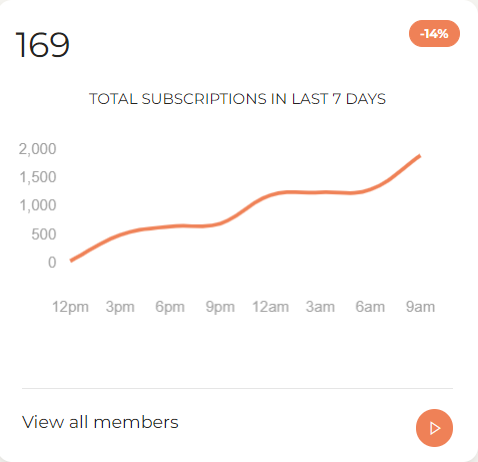 169
-14%
TOTAL SUBSCRIPTIONS IN LAST 7 DAYS
2,000
1,500
1,000
500
0
12pm 3pm 6pm 9pm 12am 3am 6am 9am
View all members